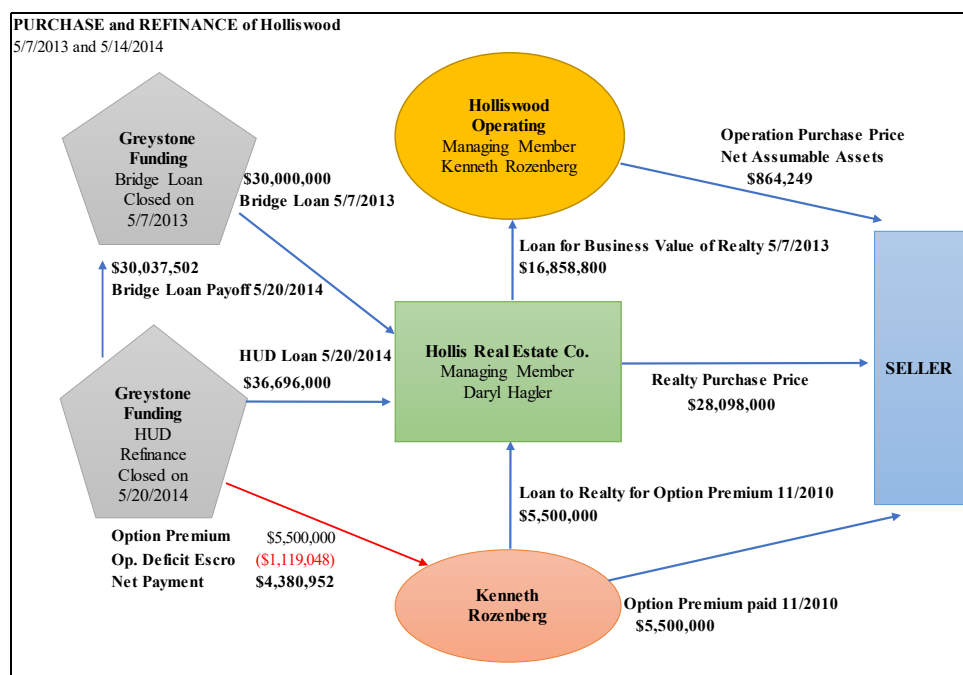 PURCHASE and REFINANCE of Holliswood
5/7/2013 and 5/14/2014
Greystone
Funding
Bridge Loan
Closed on
5/7/2013
$30,000,000
Bridge Loan 5/7/2013
Holliswood
Operating
Managing Member
Kenneth Rozenberg
Operation Purchase Price
Net Assumable Assets
$864,249
Loan for Business Value of Realty 5/7/2013
$16,858,800
$30,037,502
Bridge Loan Payoff 5/20/2014
HUD Loan 5/20/2014
$36,696,000
Hollis Real Estate Co.
Managing Member
Daryl Hagler
Realty Purchase Price
$28,098,000
SELLER
Greystone
Funding
HUD
Refinance
Closed on
5/20/2014
Loan to Realty for Option Premium 11/2010
$5,500,000
Option Premium $5,500,000
Op. Deficit Escro ($1,119,048)
Net Payment $4,380,952
Kenneth
Rozenberg
Option Premium paid 11/2010
$5,500,000